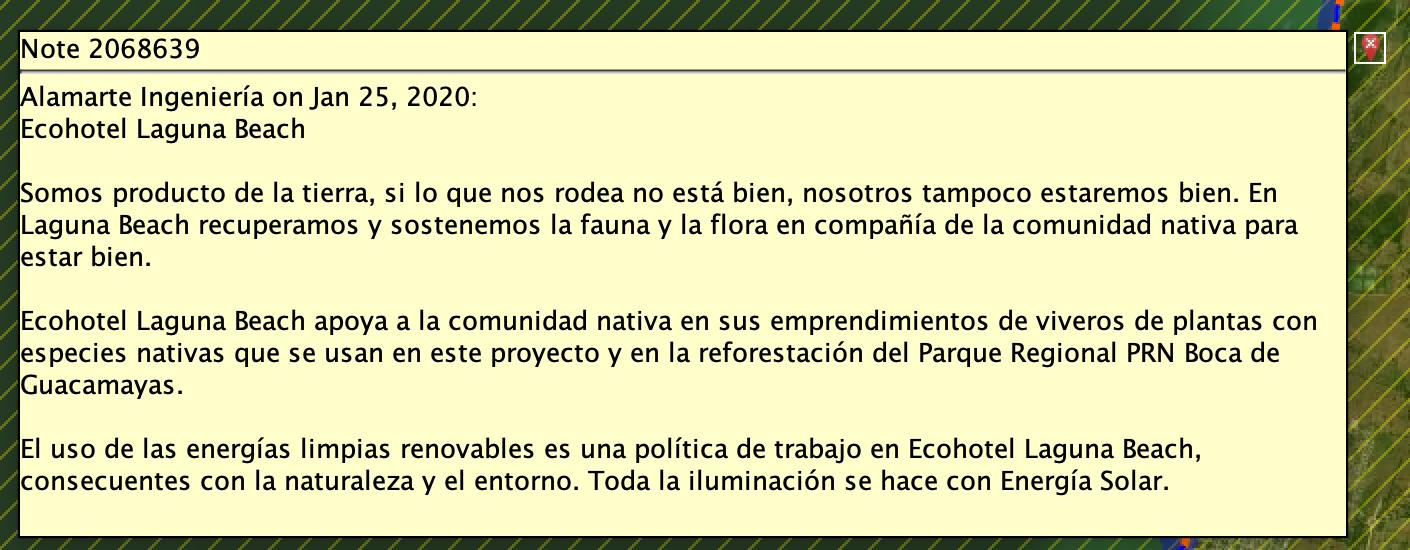 Note 2068639
Alamarte Ingeniería on Jan 25, 2020:
Ecohotel Laguna Beach
Somos producto de la tierra, si lo que nos rodea no está bien, nosotros tampoco estaremos bien. En
Laguna Beach recuperamos y sostenemos la fauna y la flora en compañía de la comunidad nativa para
estar bien.
Ecohotel Laguna Beach apoya a la comunidad nativa en sus emprendimientos de viveros de plantas con
especies nativas que se usan en este proyecto y en la reforestación del Parque Regional PRN Boca de
Guacamayas.
El uso de las energías limpias renovables es una política de trabajo en Ecohotel Laguna Beach,
consecuentes con la naturaleza y el entorno. Toda la iluminación se hace con Energía Solar.